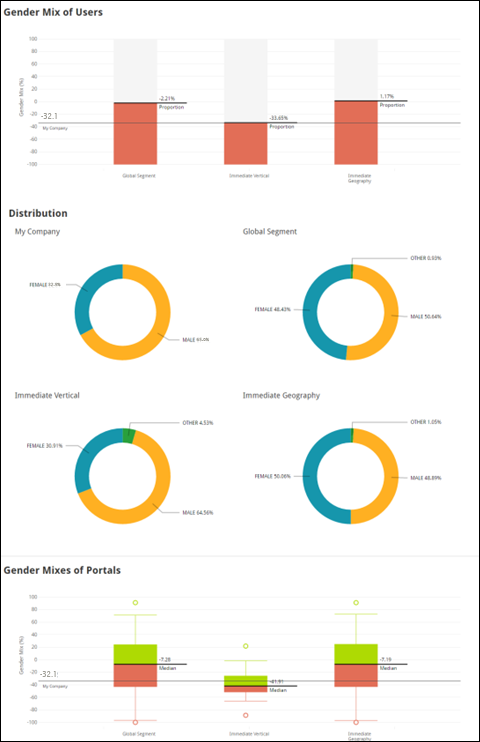 Gender Mix of Users
Gender Mix (%)
100
80
60
40
20
0
-20
-32.1
-40
My Company
-60
-80
-100
-2.21%
Proportion
-33.65%
Proportion
1.17%
Proportion
Global Segment
Immediate Vertical
Immediate
Geography
Distribution
My Company
Global Segment
FEMALE
MALE
OTHER 0.93%
FEMALE 48.43%
MALE 50.64%
Immediate Vertical
Immediate Geography
OTHER 4.53%
FEMALE 30.91%
MALE 64.56%
OTHER 1.05%
FEMALE 50.06%
MALE 48.89%
Gender Mixes of Portals
Gender Mix (%)
100
80
60
40
20
0
-20
-32.1
-40
My Company
-60
-80
-100
-7.28
Median
-41.91
Median
-7.19
Median
Global Segment
Immediate Vertical
Immediate
Geography